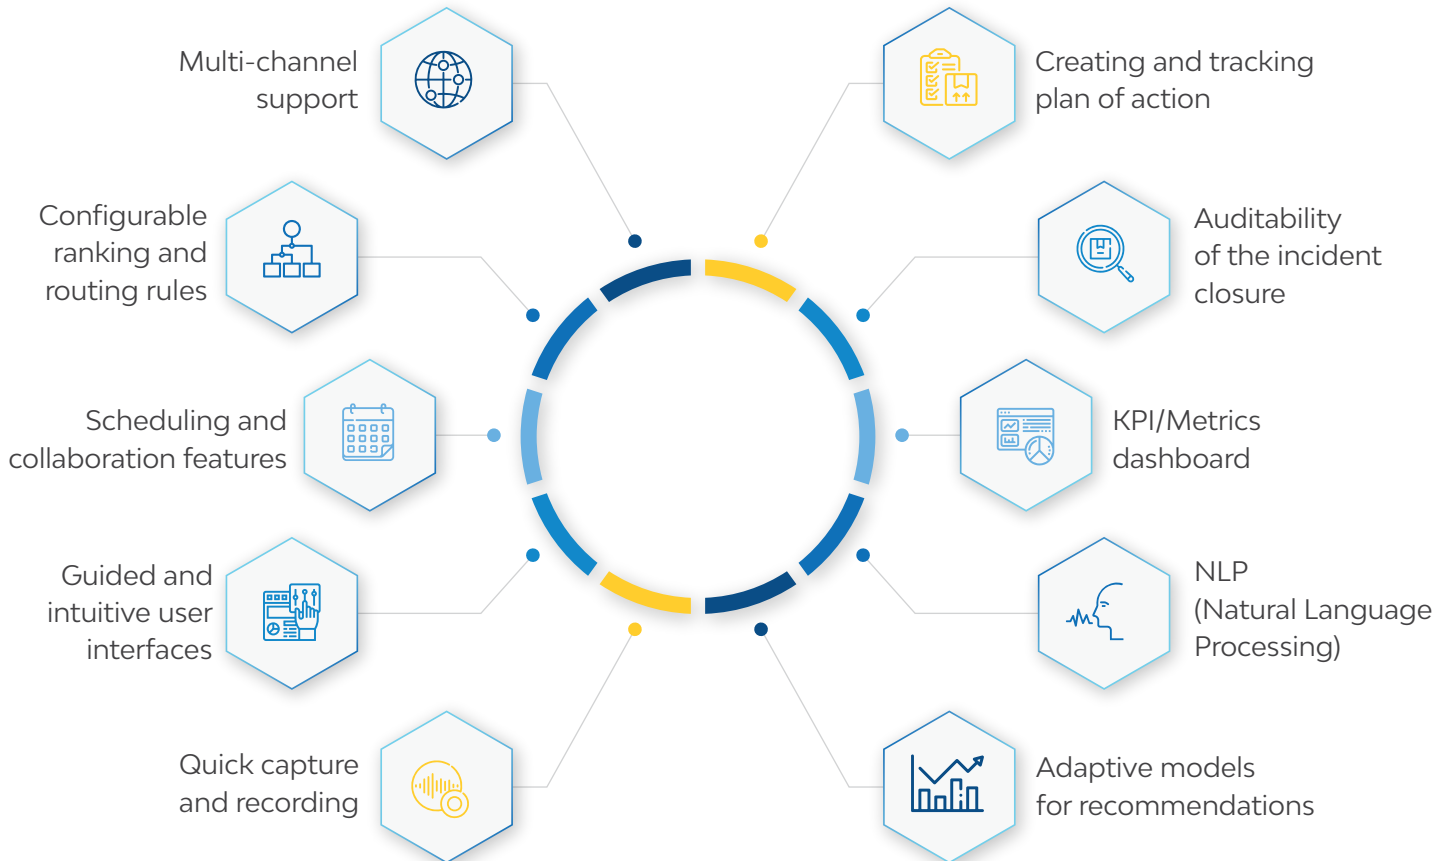 Multi-channel
support
Configurable
ranking and
routing rules
Scheduling and
collaboration features
Guided and
intuitive user
interfaces
Quick capture
and recording
Creating and tracking
plan of action
Auditability
of the incident
closure
KPI/Metrics
dashboard
NLP
(Natural Language
Processing)
Adaptive models
for recommendations